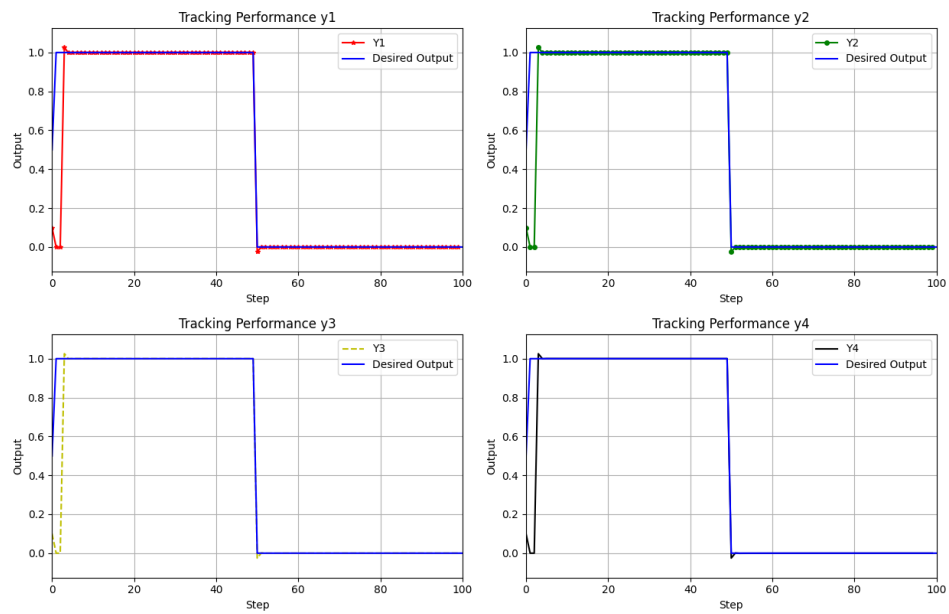 Tracking Performance y1
Y1
Desired Output
Output
1.0
0.8
0.6
0.4
0.2
0.0
0 20 40 60 80 100
Step
Tracking Performance y2
Y2
Desired Output
Output
1.0
0.8
0.6
0.4
0.2
0.0
0 20 40 60 80 100
Step
Tracking Performance y3
Y3
Desired Output
Output
1.0
0.8
0.6
0.4
0.2
0.0
0 20 40 60 80 100
Step
Tracking Performance y4
Y4
Desired Output
Output
1.0
0.8
0.6
0.4
0.2
0.0
0 20 40 60 80 100
Step